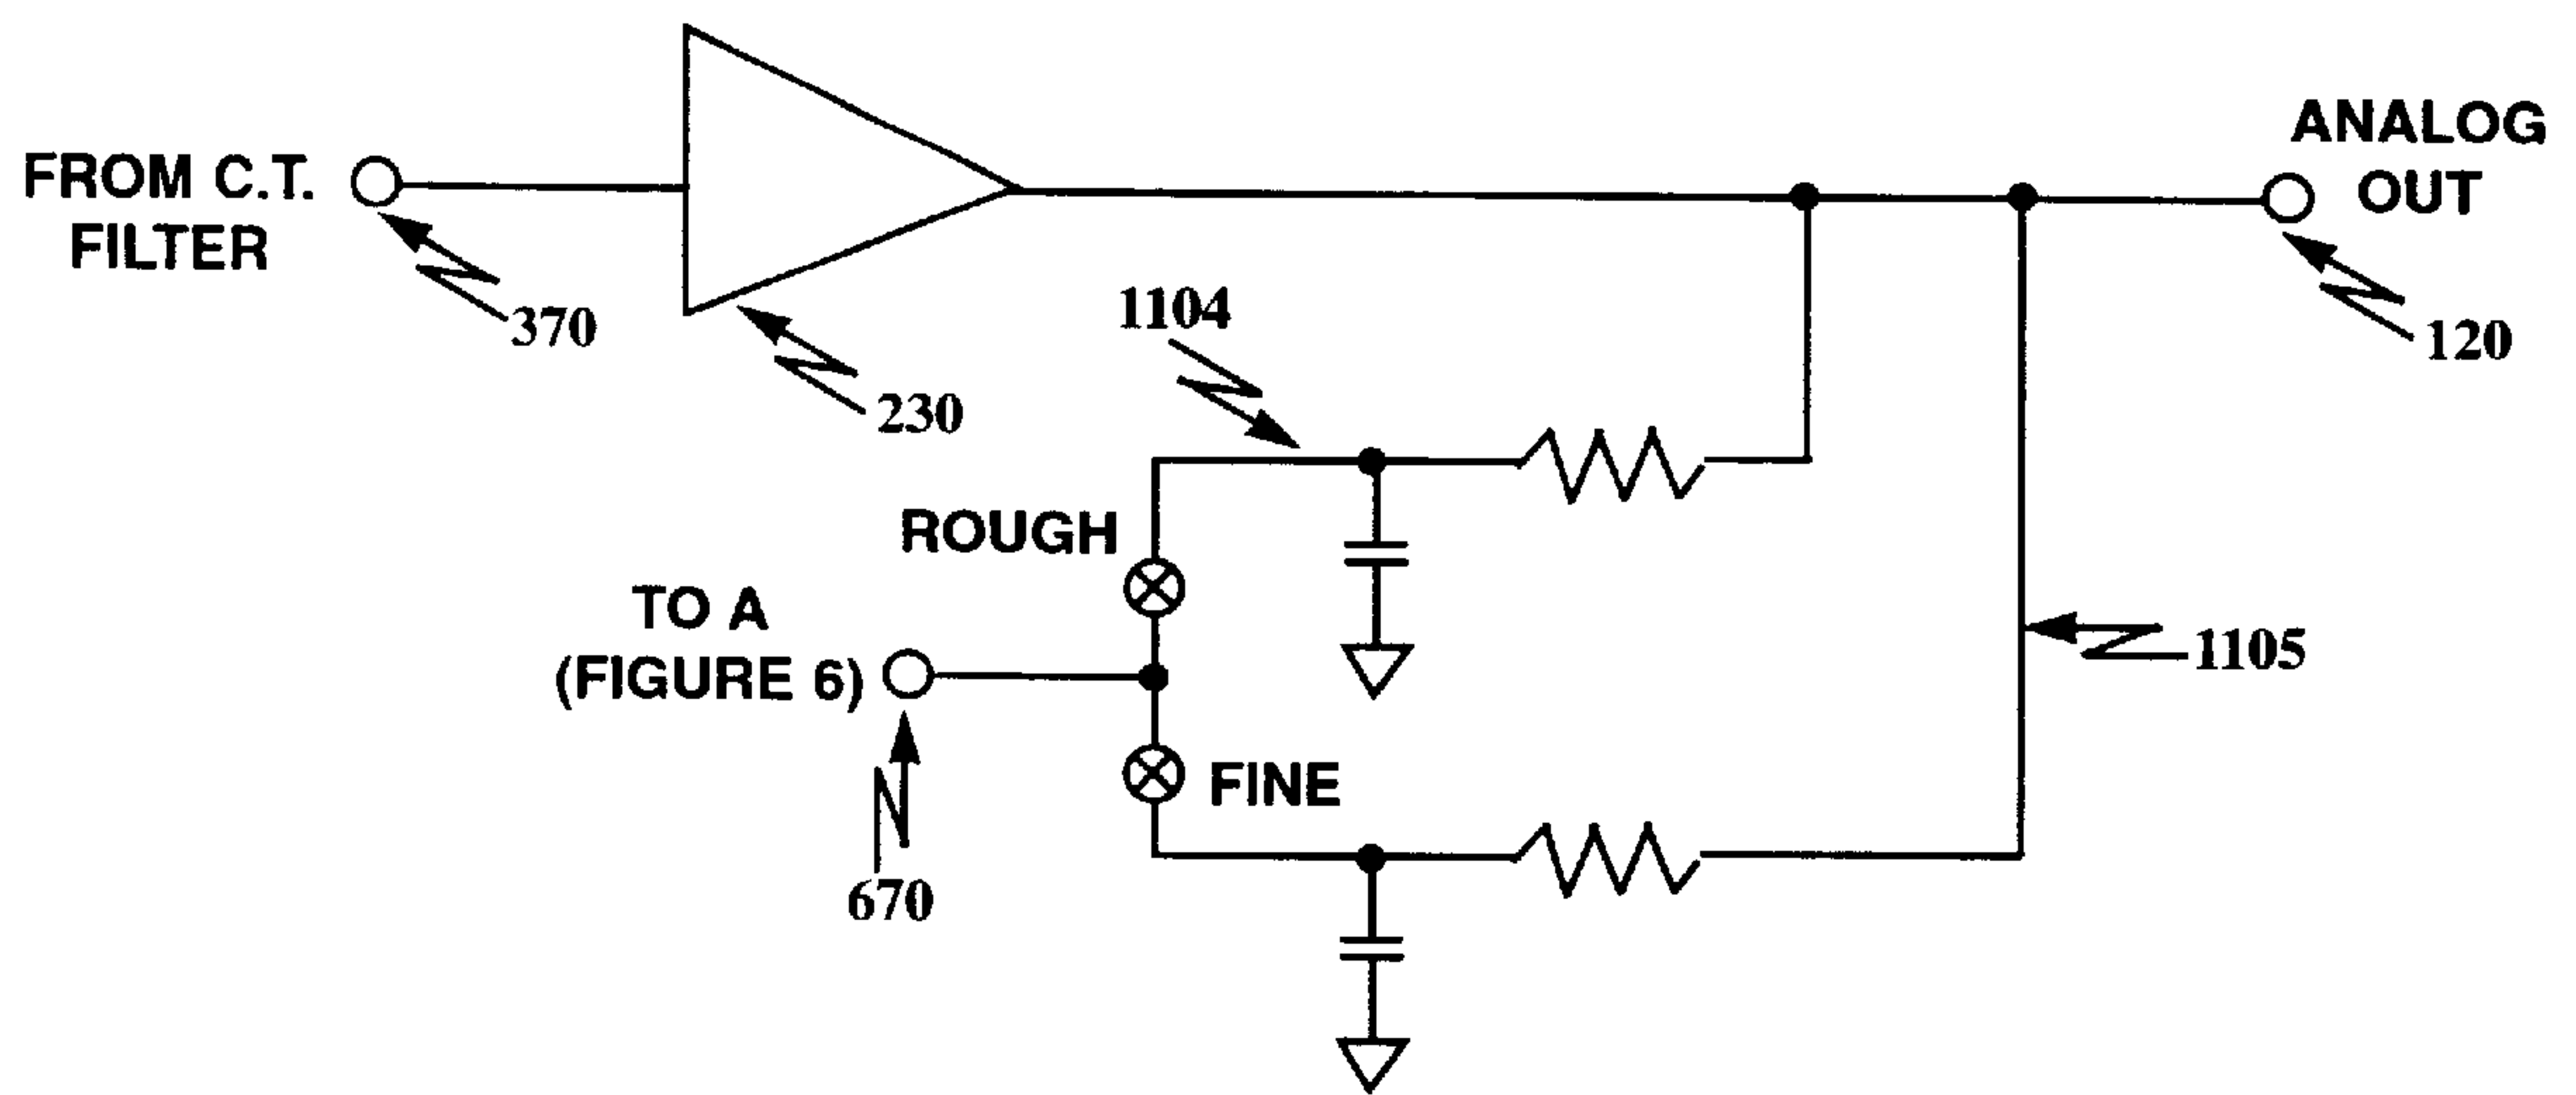 FROM C.T.
FILTER
370
230
ANALOG
OUT
120
1104
ROUGH
TO A
(FIGURE 6)
670
FINE
1105